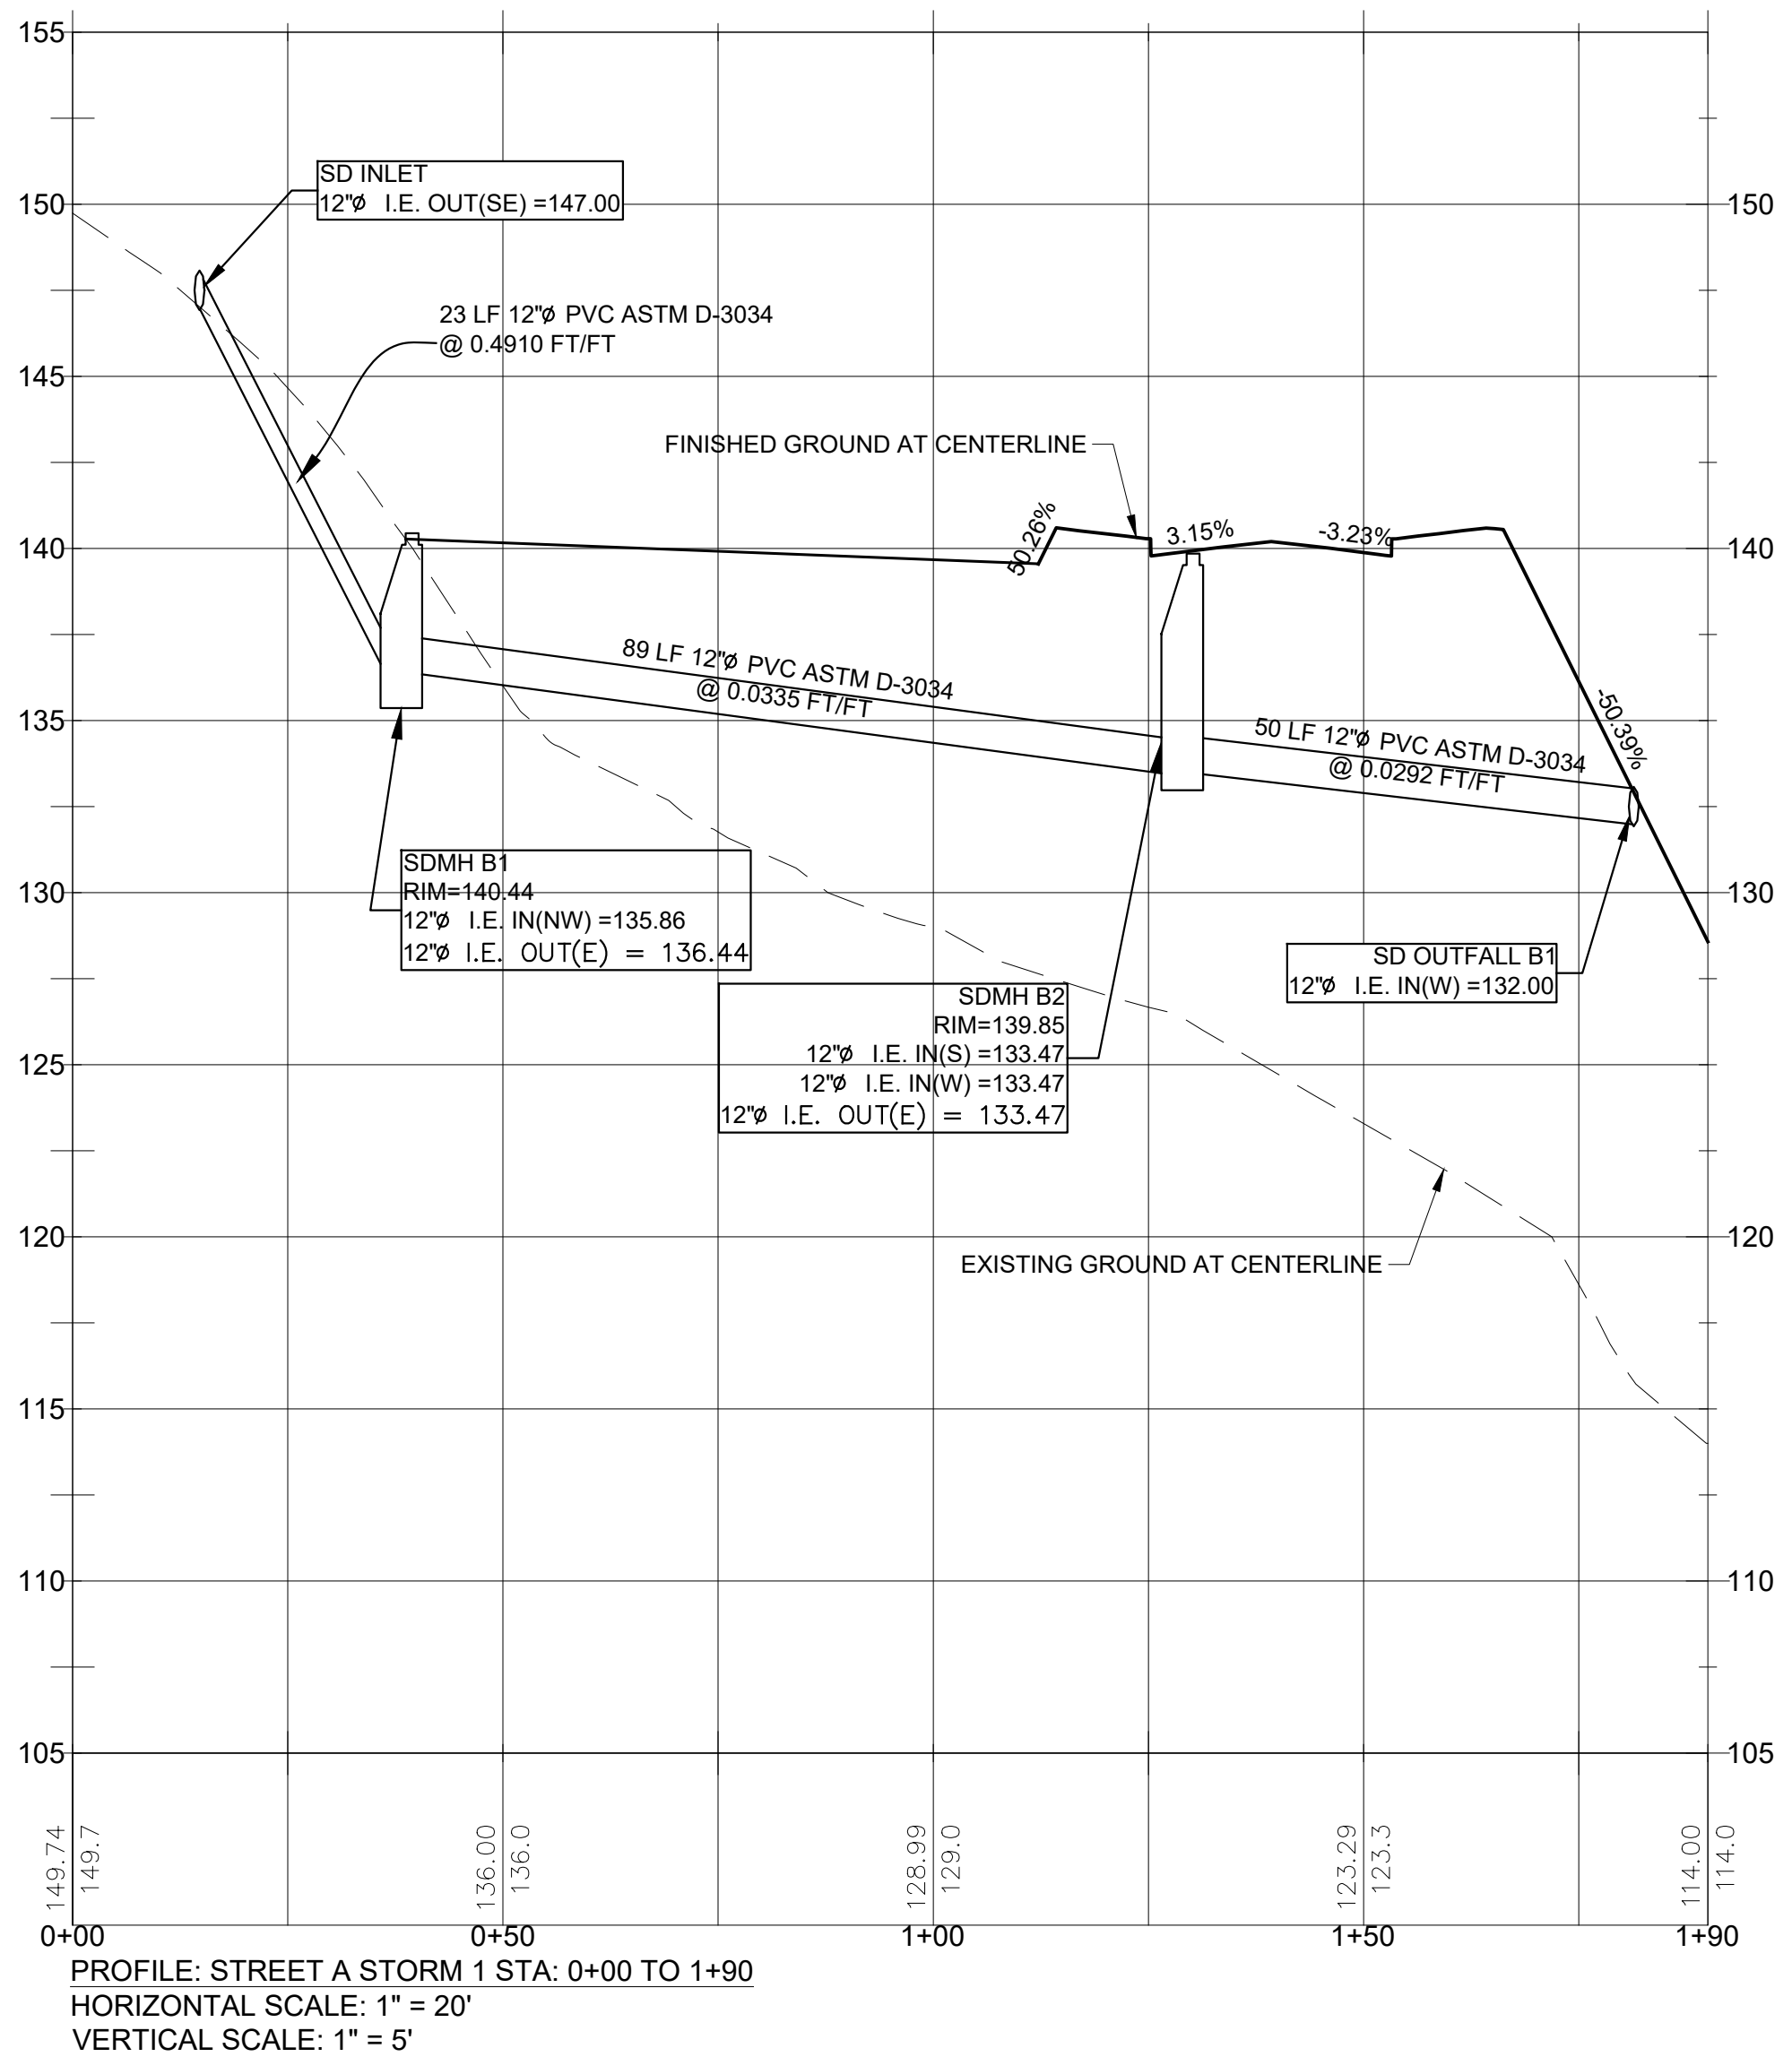 155
150
150
145
140
140
135
130
130
125
120
120
115
110
110
105
105
SD INLET
12"ø I.E. OUT(SE) =147.00
23 LF 12"ø PVC ASTM D-3034
@ 0.4910 FT/FT
FINISHED GROUND AT CENTERLINE
50.26%
3.15%
-3.23%
-50.39%
89 LF 12"ø PVC ASTM D-3034
@ 0.0335 FT/FT
50 LF 12"ø PVC ASTM D-3034
@ 0.0292 FT/FT
SDMH B1
RIM=140.44
12"ø I.E. IN(NW) =135.86
12"ø I.E. OUT(E) = 136.44
SDMH B2
RIM=139.85
12"ø I.E. IN(S) =133.47
12"ø I.E. IN(W) =133.47
12"ø I.E. OUT(E) = 133.47
SD OUTFALL B1
12"ø I.E. IN(W) =132.00
EXISTING GROUND AT CENTERLINE
149.74
149.7
136.00
136.0
128.99
129.0
123.29
123.3
114.00
114.0
0+00
0+50
1+00
1+50
1+90
PROFILE: STREET A STORM 1 STA: 0+00 TO 1+90
HORIZONTAL SCALE: 1" = 20'
VERTICAL SCALE: 1" = 5'